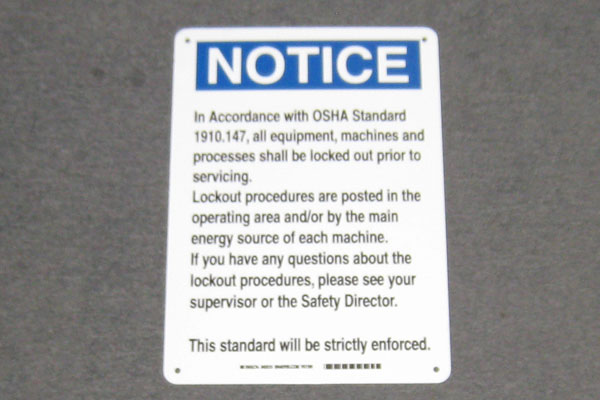 NOTICE
In Accordance with OSHA Standard
1910.147, all equipment, machines and
processes shall be locked out prior to
servicing.
Lockout procedures are posted in the
operating area and/or by the main
energy source of each machine.
If you have any questions about the
lockout procedures, please see your
supervisor or the Safety Director.
This standard will be strictly enforced.